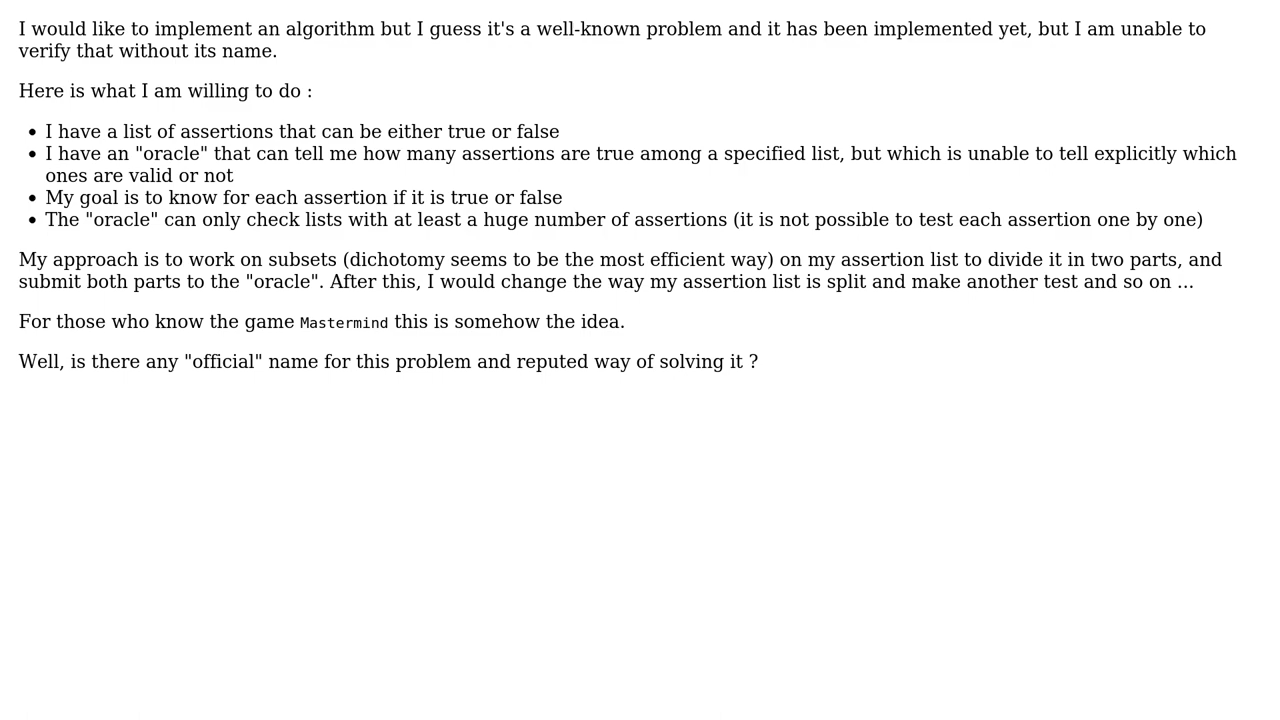 I would like to implement an algorithm but I guess it's a well-known problem and it has been implemented yet, but I am unable to
verify that without its name.
Here is what I am willing to do :
• I have a list of assertions that can be either true or false
• I have an "oracle" that can tell me how many assertions are true among a specified list, but which is unable to tell explicitly which
ones are valid or not
• My goal is to know for each assertion if it is true or false
• The "oracle" can only check lists with at least a huge number of assertions (it is not possible to test each assertion one by one)
My approach is to work on subsets (dichotomy seems to be the most efficient way) on my assertion list to divide it in two parts, and
submit both parts to the "oracle". After this, I would change the way my assertion list is split and make another test and so on ...
For those who know the game Mastermind this is somehow the idea.
Well, is there any "official" name for this problem and reputed way of solving it ?